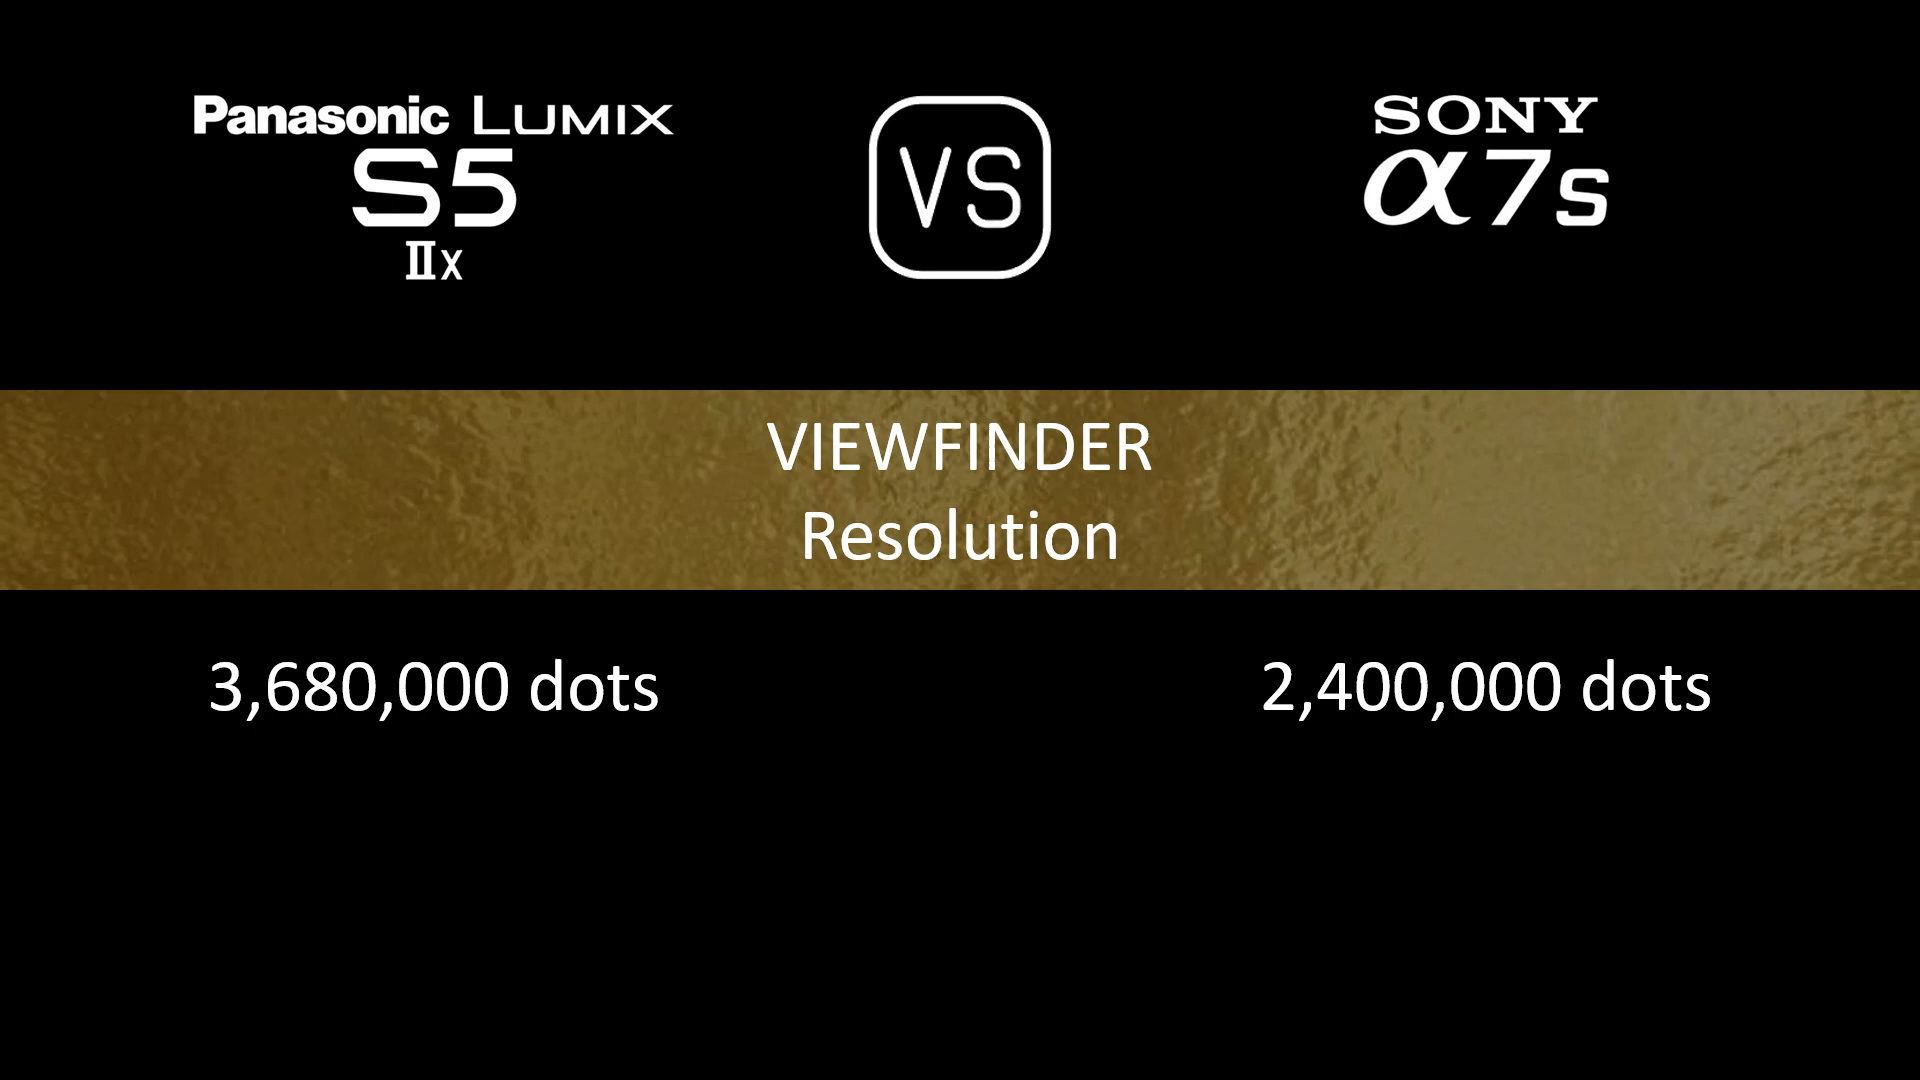 Panasonic LUMIX
S5
IIx
VS
SONY
α7s
VIEWFINDER
Resolution
3,680,000 dots
2,400,000 dots